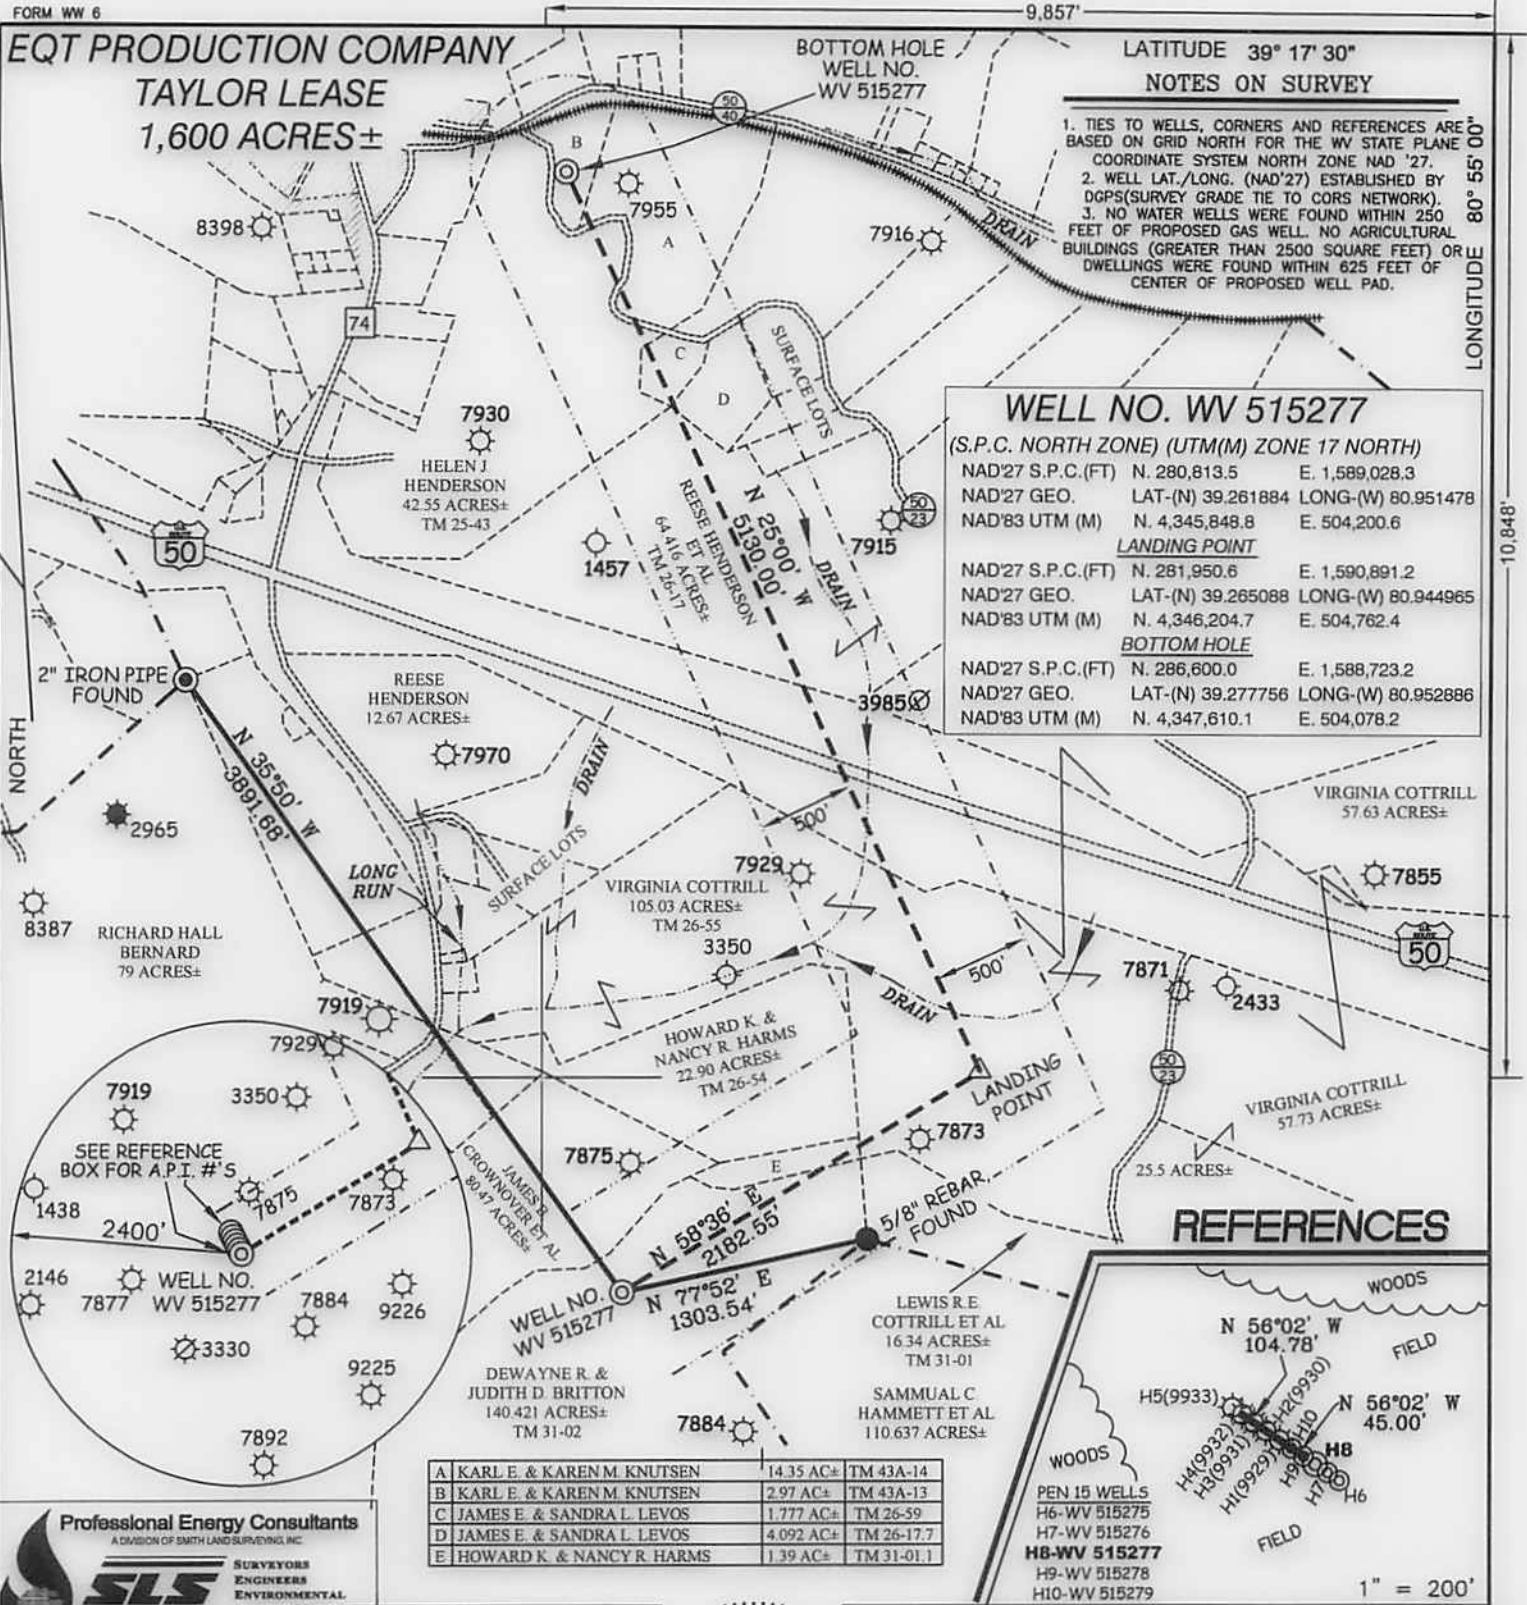 FORM WW 6
9,857'
EQT PRODUCTION COMPANY
TAYLOR LEASE
1,600 ACRES±
BOTTOM HOLE
WELL NO.
WV 515277
LATITUDE 39° 17' 30"
NOTES ON SURVEY
1. TIES TO WELLS, CORNERS AND REFERENCES ARE
BASED ON GRID NORTH FOR THE WV STATE PLANE
COORDINATE SYSTEM NORTH ZONE NAD '27.
2. WELL LAT./LONG. (NAD'27) ESTABLISHED BY
DGPS(SURVEY GRADE TIE TO CORS NETWORK).
3. NO WATER WELLS WERE FOUND WITHIN 250
FEET OF PROPOSED GAS WELL. NO AGRICULTURAL
BUILDINGS (GREATER THAN 2500 SQUARE FEET) OR
DWELLINGS WERE FOUND WITHIN 625 FEET OF
CENTER OF PROPOSED WELL PAD.
LONGITUDE 80° 55' 00"
10,848'
50
40
B
7955
A
8398
7916
DRAIN
74
C
D
SURFACE LOTS
7930
HELEN J.
HENDERSON
42.55 ACRES±
TM 25-43
50
1457
REESE HENDERSON
ET AL
64.416 ACRES±
TM 26-17
N 25°00' W
5130.00'
DRAIN
7915
50
23
WELL NO. WV 515277
(S.P.C. NORTH ZONE) (UTM(M) ZONE 17 NORTH)
NAD'27 S.P.C.(FT) N. 280,813.5 E. 1,589,028.3
NAD'27 GEO. LAT-(N) 39.261884 LONG-(W) 80.951478
NAD'83 UTM (M) N. 4,345,848.8 E. 504,200.6
LANDING POINT
NAD'27 S.P.C.(FT) N. 281,950.6 E. 1,590,891.2
NAD'27 GEO. LAT-(N) 39.265088 LONG-(W) 80.944965
NAD'83 UTM (M) N. 4,346,204.7 E. 504,762.4
BOTTOM HOLE
NAD'27 S.P.C.(FT) N. 286,600.0 E. 1,588,723.2
NAD'27 GEO. LAT-(N) 39.277756 LONG-(W) 80.952886
NAD'83 UTM (M) N. 4,347,610.1 E. 504,078.2
2" IRON PIPE
FOUND
NORTH
REESE
HENDERSON
12.67 ACRES±
3985
7970
DRAIN
N 35°50' W
3891.68'
2965
8387
RICHARD HALL
BERNARD
79 ACRES±
LONG
RUN
SURFACE LOTS
500'
7929
VIRGINIA COTTRILL
105.03 ACRES±
TM 26-55
3350
500'
DRAIN
VIRGINIA COTTRILL
57.63 ACRES±
7855
50
7871
2433
7919
HOWARD K. &
NANCY R. HARMS
22.90 ACRES±
TM 26-54
LANDING
POINT
50
23
VIRGINIA COTTRILL
57.73 ACRES±
25.5 ACRES±
7929
7919
3350
SEE REFERENCE
BOX FOR A.P.I. #'S
1438
7875
7873
2400'
2146
7877
WELL NO.
WV 515277
7884
9226
3330
9225
7892
7875
JAMES B.
CROWNOVER ET AL
80.47 ACRES±
E
7873
N 58°36' E
2182.55'
N 77°52' E
1303.54'
5/8" REBAR
FOUND
WELL NO.
WV 515277
DEWAYNE R. &
JUDITH D. BRITTON
140.421 ACRES±
TM 31-02
LEWIS R.E.
COTTRILL ET AL
16.34 ACRES±
TM 31-01
SAMMUAL C.
HAMMETT ET AL
110.637 ACRES±
7884
A KARL E. & KAREN M. KNUTSEN 14.35 AC± TM 43A-14
B KARL E. & KAREN M. KNUTSEN 2.97 AC± TM 43A-13
C JAMES E. & SANDRA L. LEVOS 1.777 AC± TM 26-59
D JAMES E. & SANDRA L. LEVOS 4.092 AC± TM 26-17.7
E HOWARD K. & NANCY R. HARMS 1.39 AC± TM 31-01.1
REFERENCES
WOODS
N 56°02' W
104.78'
FIELD
H5(9933)
H2(9930)
H10
N 56°02' W
45.00'
H4(9932)
H3(9931)
H1(9929)
H9
H8
H7
H6
WOODS
FIELD
PEN 15 WELLS
H6-WV 515275
H7-WV 515276
H8-WV 515277
H9-WV 515278
H10-WV 515279
1" = 200'
Professional Energy Consultants
A DIVISION OF SMITH LAND SURVEYING, INC.
SLS
SURVEYORS
ENGINEERS
ENVIRONMENTAL